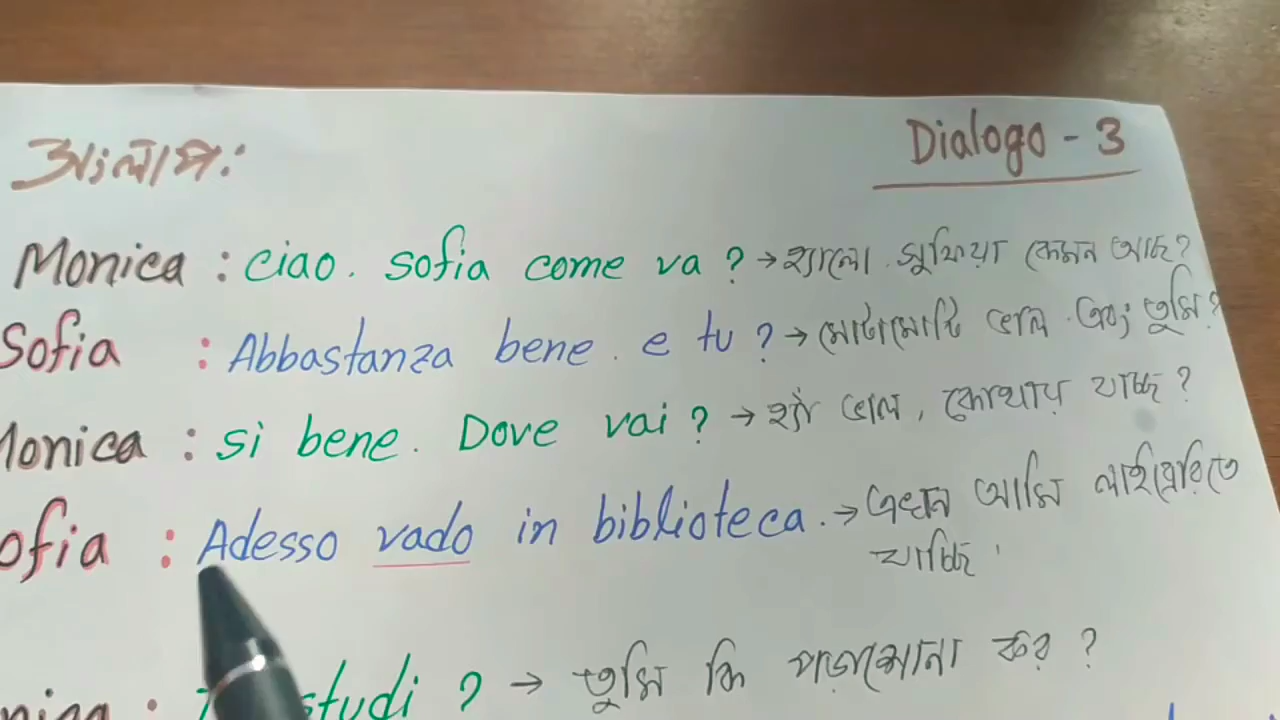 আলাপ:
Dialogo - 3
Monica : ciao. sofia come va ? → হ্যালো. সুফিয়া কেমন আছ?
Sofia : Abbastanza bene. e tu ? → মোটামোটি ভাল. এবং তুমি?
Monica : si bene. Dove vai ? → হ্যাঁ ভাল, কোথায় যাচ্ছ ?
ofia : Adesso vado in biblioteca. → এখন আমি লাইব্রেরিতে
যাচ্ছি ।
: studi ? → তুমি কি পড়াশোনা কর ?